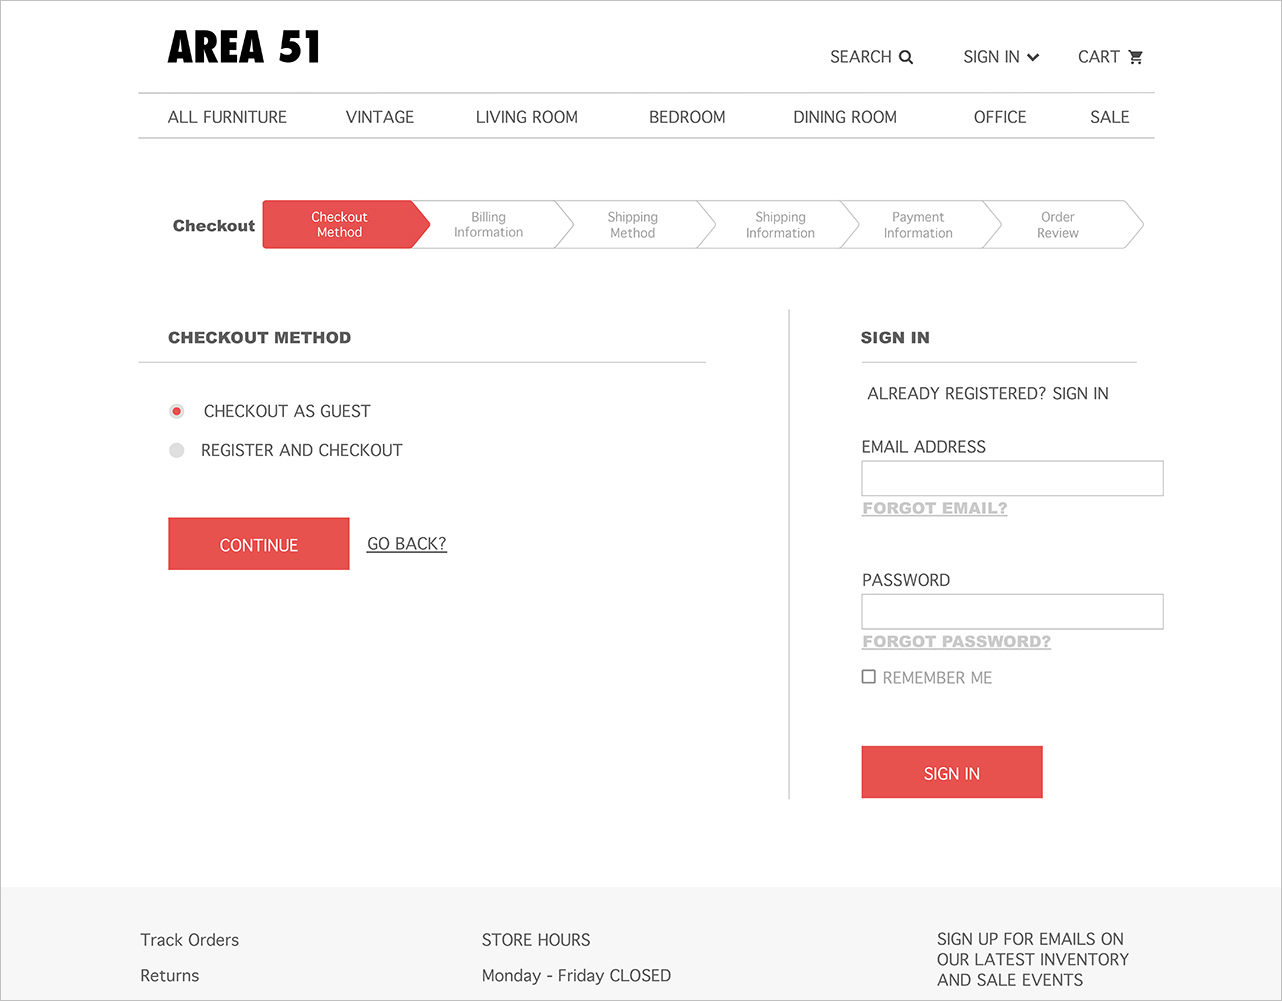 AREA 51
SEARCH
SIGN IN
CART
ALL FURNITURE
VINTAGE
LIVING ROOM
BEDROOM
DINING ROOM
OFFICE
SALE
Checkout
Checkout
Method
Billing
Information
Shipping
Method
Shipping
Information
Payment
Information
Order
Review
CHECKOUT METHOD
CHECKOUT AS GUEST
REGISTER AND CHECKOUT
CONTINUE
GO BACK?
SIGN IN
ALREADY REGISTERED? SIGN IN
EMAIL ADDRESS
FORGOT EMAIL?
PASSWORD
FORGOT PASSWORD?
REMEMBER ME
SIGN IN
Track Orders
Returns
STORE HOURS
Monday - Friday CLOSED
SIGN UP FOR EMAILS ON
OUR LATEST INVENTORY
AND SALE EVENTS